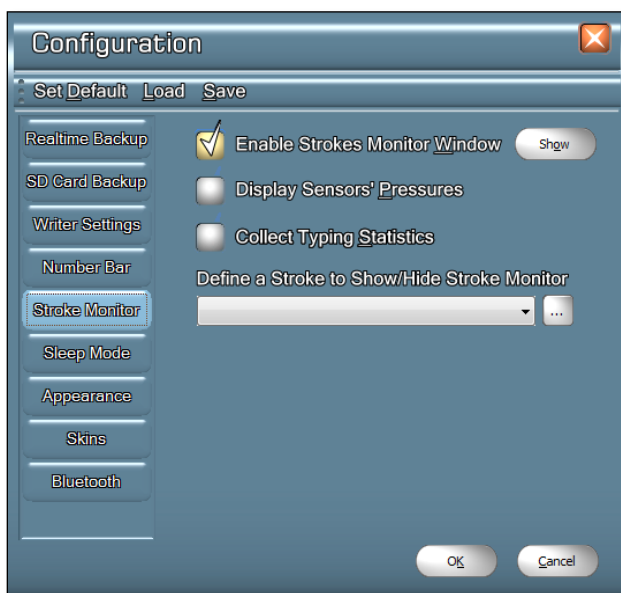 Configuration
Set Default Load Save
Realtime Backup
SD Card Backup
Writer Settings
Number Bar
Stroke Monitor
Sleep Mode
Appearance
Skins
Bluetooth
Enable Strokes Monitor Window Show
Display Sensors' Pressures
Collect Typing Statistics
Define a Stroke to Show/Hide Stroke Monitor
...
OK Cancel